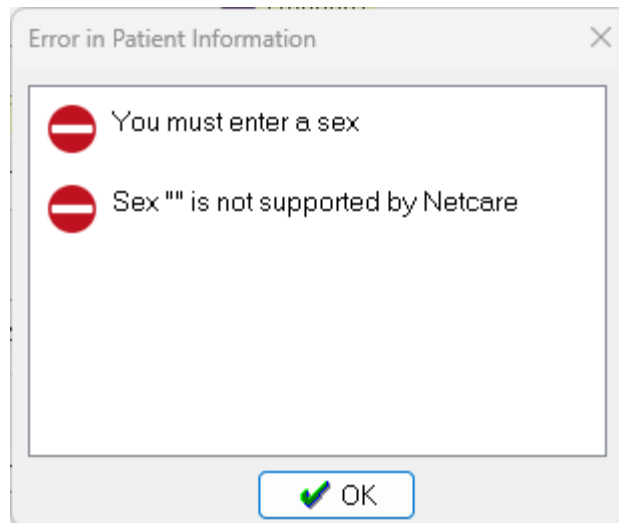 Error in Patient Information
You must enter a sex
Sex "" is not supported by Netcare
OK